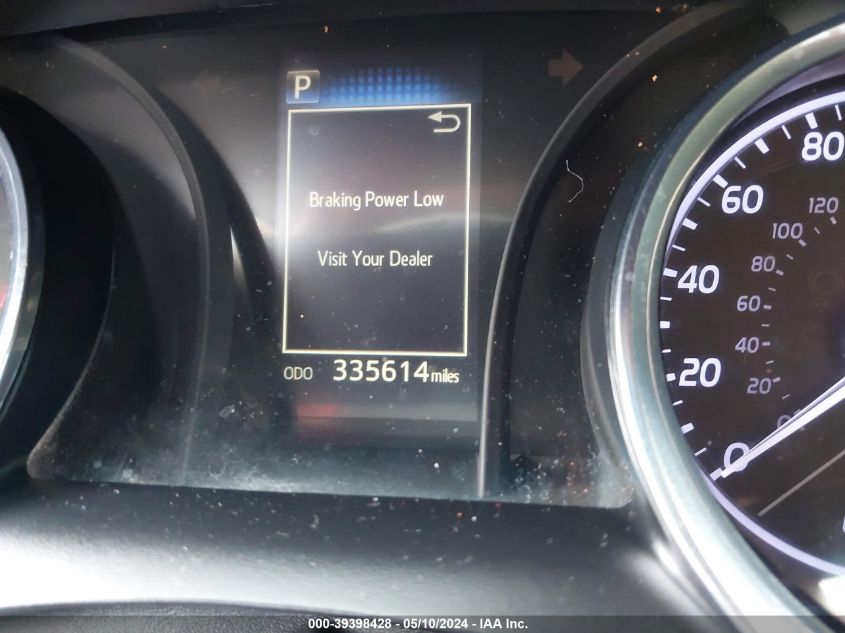 P
Braking Power Low
Visit Your Dealer
ODO 335614 miles
80
60
40
20
0
120
100
80
60
40
20
000-39398428 - 05/10/2024 - IAA Inc.